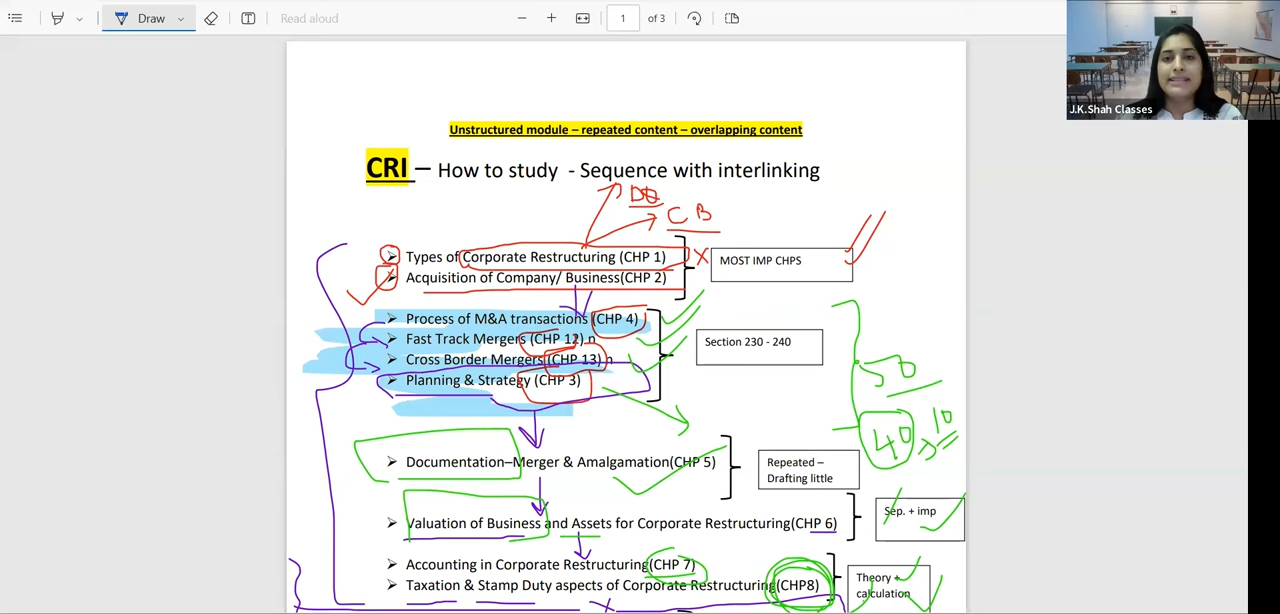 Draw
Read aloud
1
of 3
J.K.Shah Classes
Unstructured module – repeated content – overlapping content
CRI – How to study - Sequence with interlinking
DQ
C B
Types of Corporate Restructuring (CHP 1)
X
MOST IMP CHPS
Acquisition of Company/ Business(CHP 2)
Process of M&A transactions (CHP 4)
Fast Track Mergers (CHP 12) n
Section 230 - 240
Cross Border Mergers (CHP 13) n
Planning & Strategy (CHP 3)
50
40
10
Documentation–Merger & Amalgamation(CHP 5)
Repeated –
Drafting little
Valuation of Business and Assets for Corporate Restructuring(CHP 6)
Sep. + imp
Accounting in Corporate Restructuring(CHP 7)
Taxation & Stamp Duty aspects of Corporate Restructuring(CHP8)
Theory +
calculation